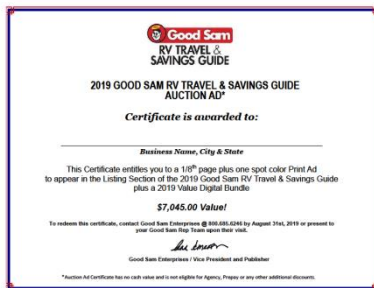 Good Sam
RV TRAVEL &
SAVINGS GUIDE
2019 GOOD SAM RV TRAVEL & SAVINGS GUIDE
AUCTION AD*
Certificate is awarded to:
Business Name, City & State
This Certificate entitles you to a 1/8th page plus one spot color Print Ad
to appear in the Listing Section of the 2019 Good Sam RV Travel & Savings Guide
plus a 2019 Value Digital Bundle
$7,045.00 Value!
To redeem this certificate, contact Good Sam Enterprises @ 800.685.6246 by August 31st, 2019 or present to
your Good Sam Rep Team upon their visit.
Good Sam Enterprises / Vice President and Publisher
*Auction Ad Certificate has no cash value and is not eligible for Agency, Prepay or any other additional discounts.